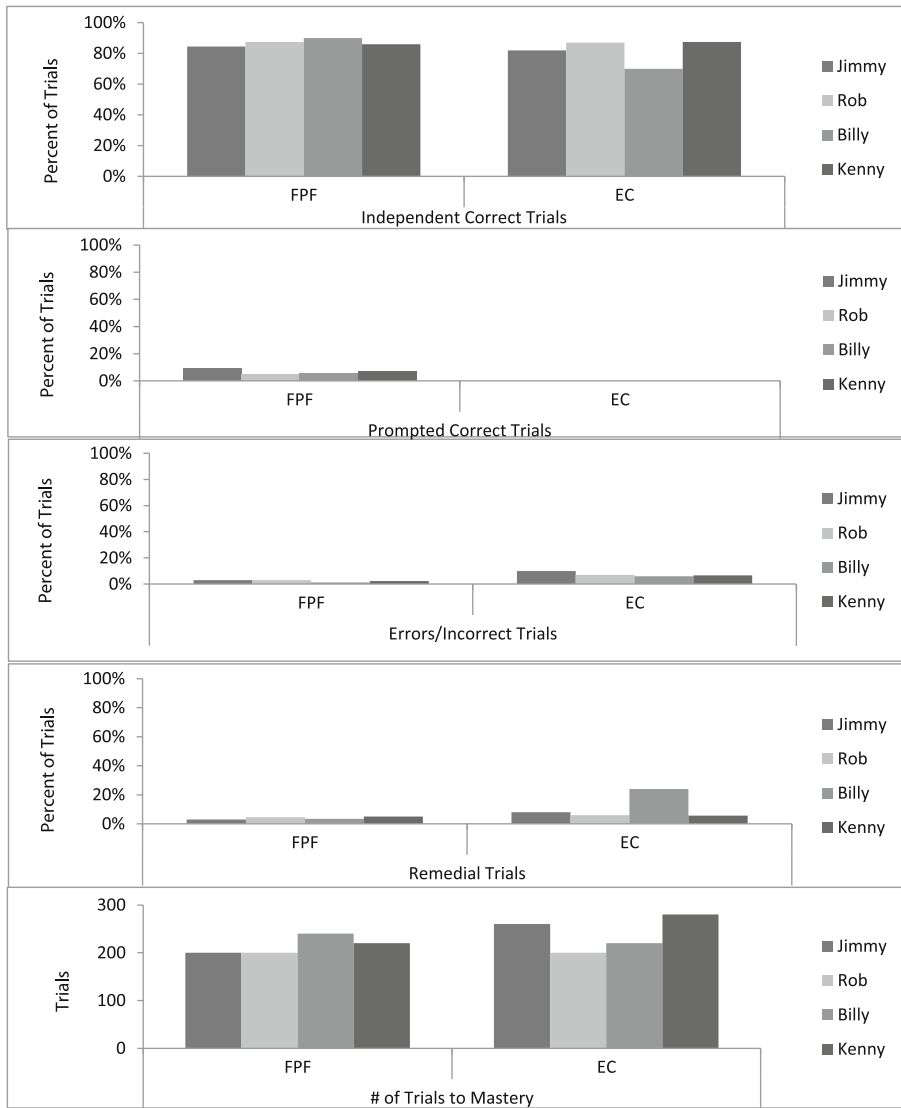 100%
80%
60%
40%
20%
0%
Percent of Trials
FPF
EC
Independent Correct Trials
Jimmy
Rob
Billy
Kenny
100%
80%
60%
40%
20%
0%
Percent of Trials
FPF
EC
Prompted Correct Trials
Jimmy
Rob
Billy
Kenny
100%
80%
60%
40%
20%
0%
Percent of Trials
FPF
EC
Errors/Incorrect Trials
Jimmy
Rob
Billy
Kenny
100%
80%
60%
40%
20%
0%
Percent of Trials
FPF
EC
Remedial Trials
Jimmy
Rob
Billy
Kenny
300
200
100
0
Trials
FPF
EC
# of Trials to Mastery
Jimmy
Rob
Billy
Kenny